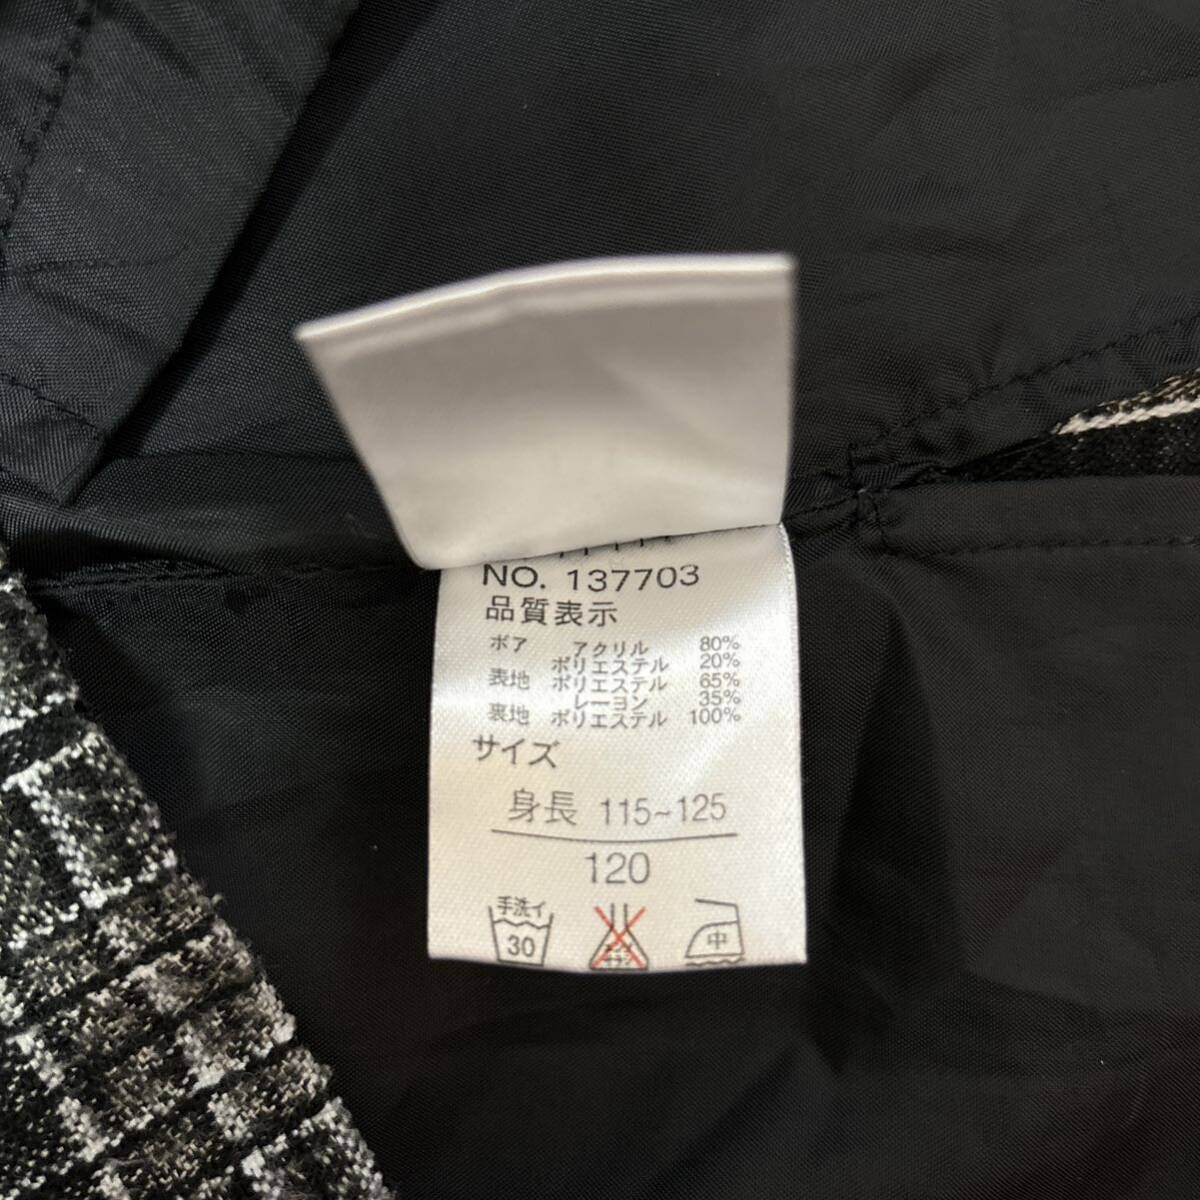 NO. 137703
品質表示
ボア アクリル 80%
ポリエステル 20%
表地 ポリエステル 65%
レーヨン 35%
裏地 ポリエステル 100%
サイズ
身長 115~125
120
手洗イ 中
30